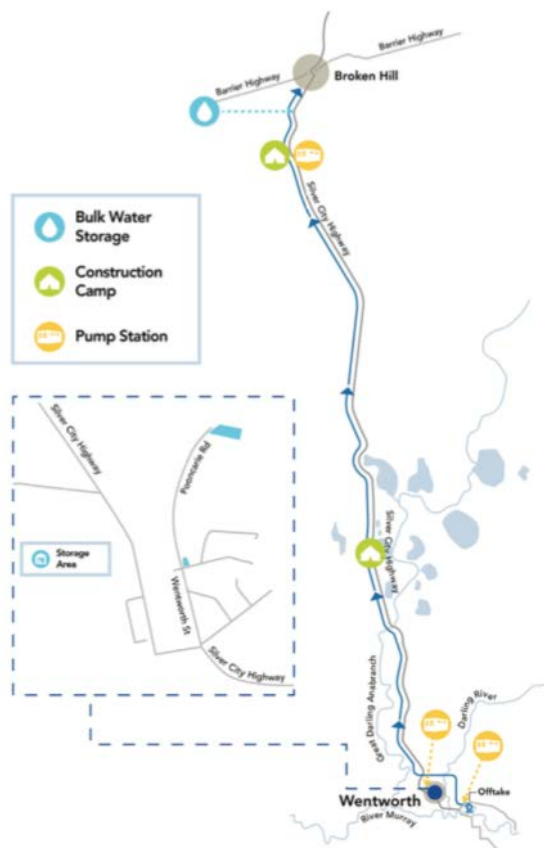 Barrier Highway
Broken Hill
Barrier Highway
Silver City Highway
Bulk Water
Storage
Construction
Camp
Pump Station
Silver City Highway
Pooncarie Rd
Storage
Area
Wentworth St
Silver City Highway
Silver City Highway
Great Darling Anabranch
Darling River
Offtake
Wentworth
River Murray